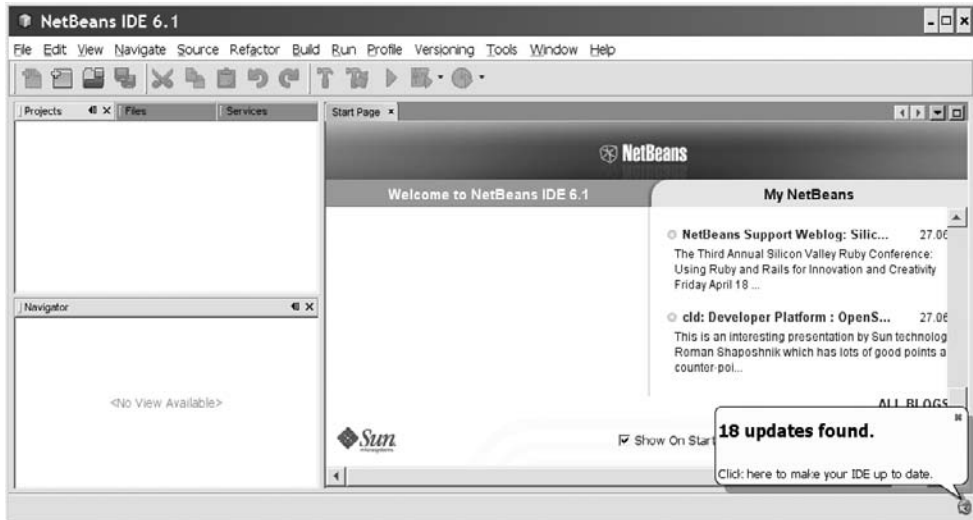 NetBeans IDE 6.1
File Edit View Navigate Source Refactor Build Run Profile Versioning Tools Window Help
Projects Files Services
Start Page
NetBeans
Welcome to NetBeans IDE 6.1
My NetBeans
NetBeans Support Weblog: Silic... 27.06
The Third Annual Silicon Valley Ruby Conference:
Using Ruby and Rails for Innovation and Creativity
Friday April 18 ...
cld: Developer Platform : OpenS... 27.06
This is an interesting presentation by Sun technolog
Roman Shaposhnik which has lots of good points a
counter-poi...
ALL BLOGS
Navigator
<No View Available>
Sun
microsystems
Show On Start
18 updates found.
Click here to make your IDE up to date.